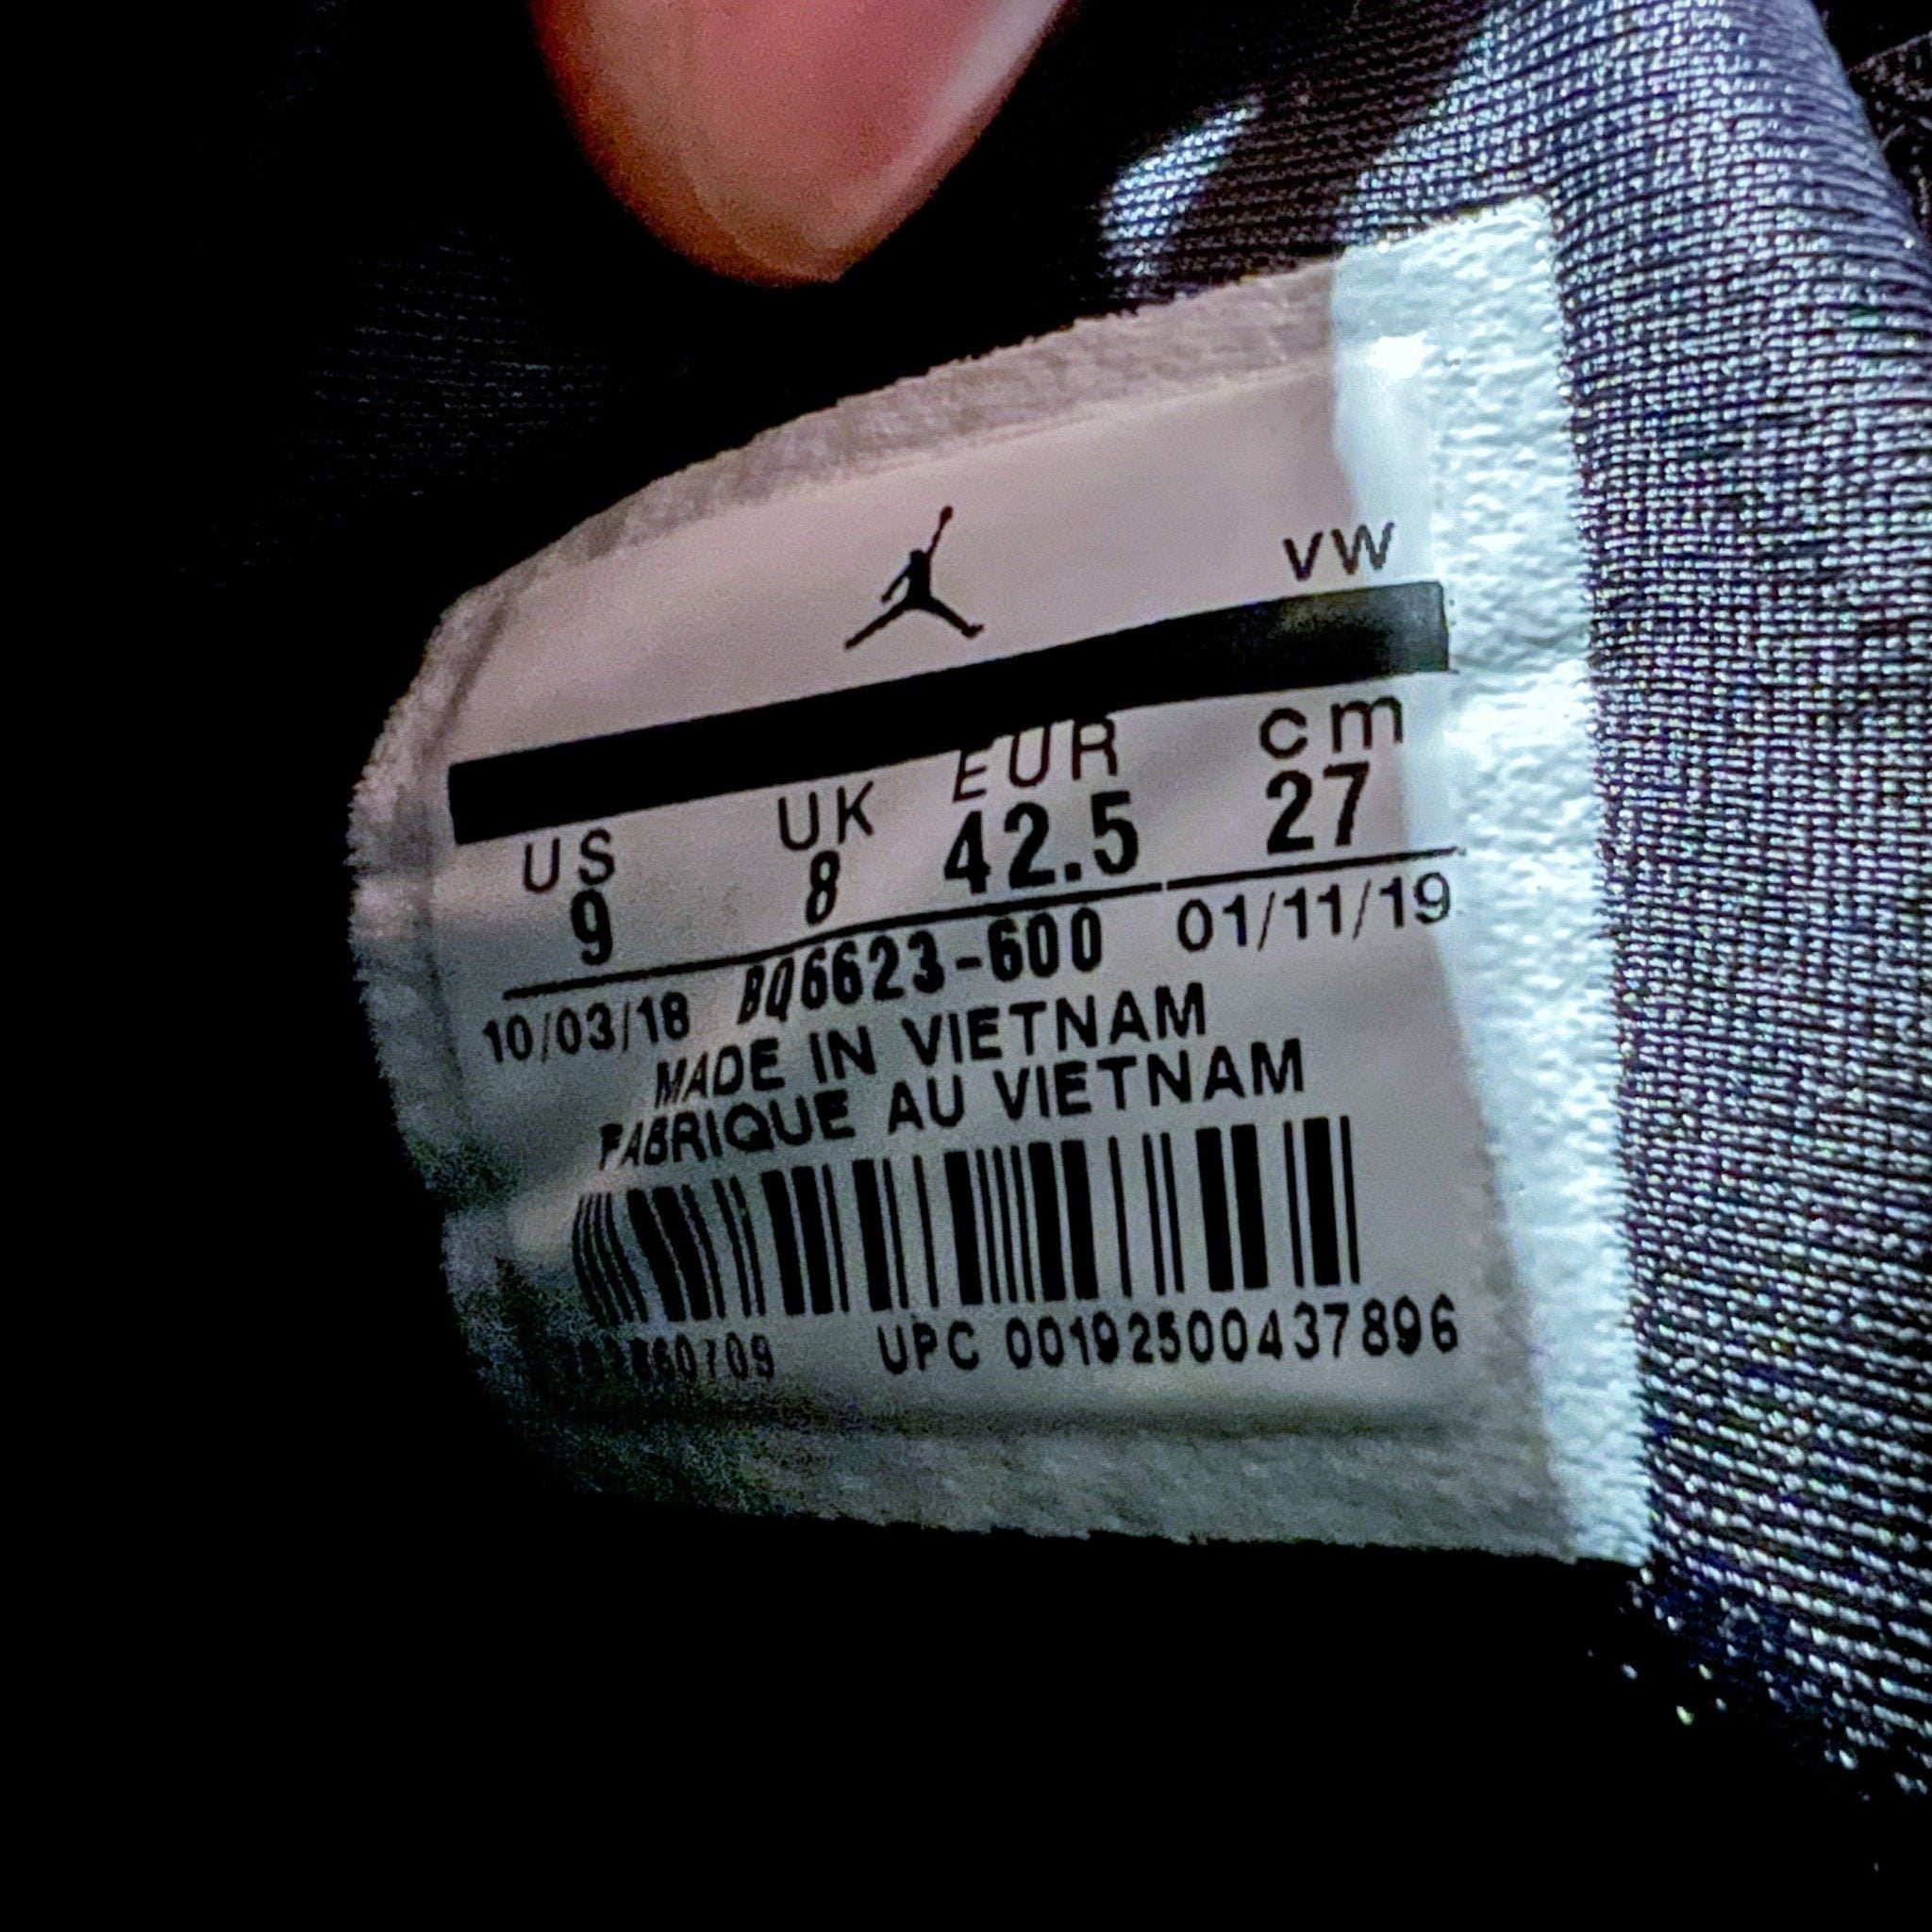 VW
US UK EUR cm
9 8 42.5 27
10/03/18 BQ6623-600 01/11/19
MADE IN VIETNAM
FABRIQUE AU VIETNAM
UPC 00192500437896